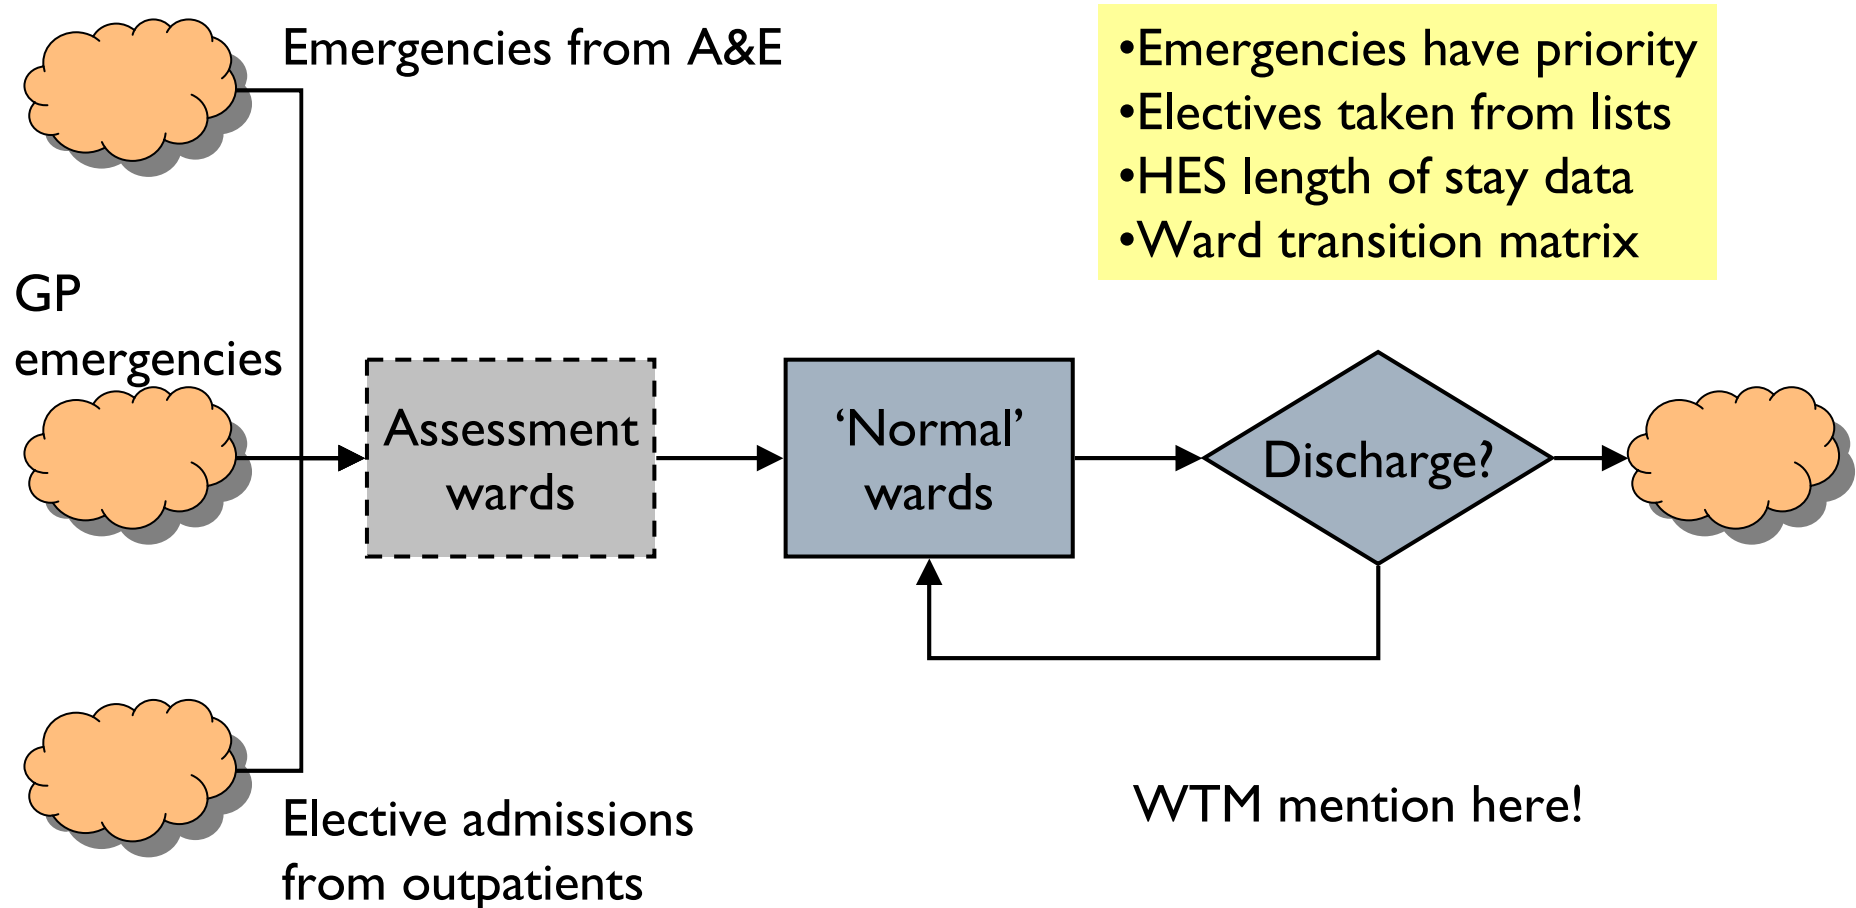 Emergencies from A&E
•Emergencies have priority
•Electives taken from lists
•HES length of stay data
•Ward transition matrix
GP
emergencies
Assessment
wards
‘Normal’
wards
Discharge?
WTM mention here!
Elective admissions
from outpatients